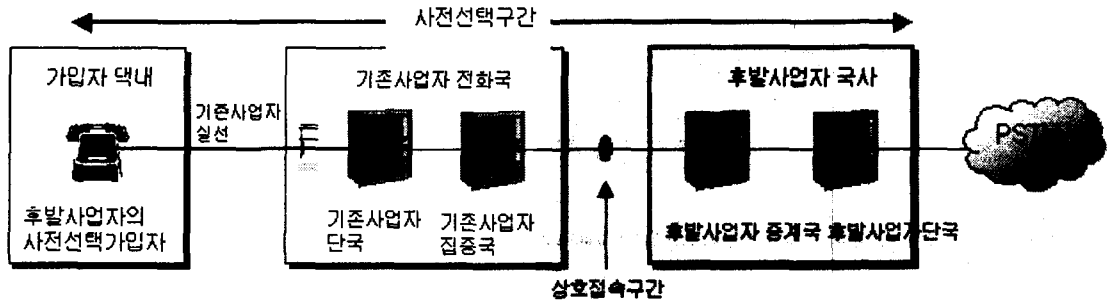 사전선택구간
가입자 댁내
기존사업자 전화국
후발사업자 국사
기존사업자
실선
후발사업자의
사전선택가입자
기존사업자
단국
기존사업자
집중국
후발사업자 중계국
후발사업자단국
상호접속구간